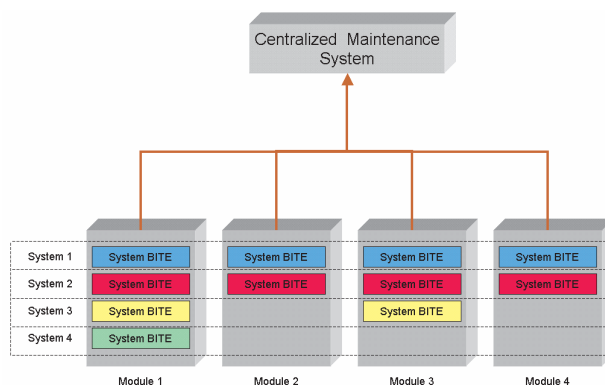 Centralized Maintenance
System
System 1 System BITE System BITE System BITE System BITE
System 2 System BITE System BITE System BITE System BITE
System 3 System BITE System BITE
System 4 System BITE
Module 1 Module 2 Module 3 Module 4